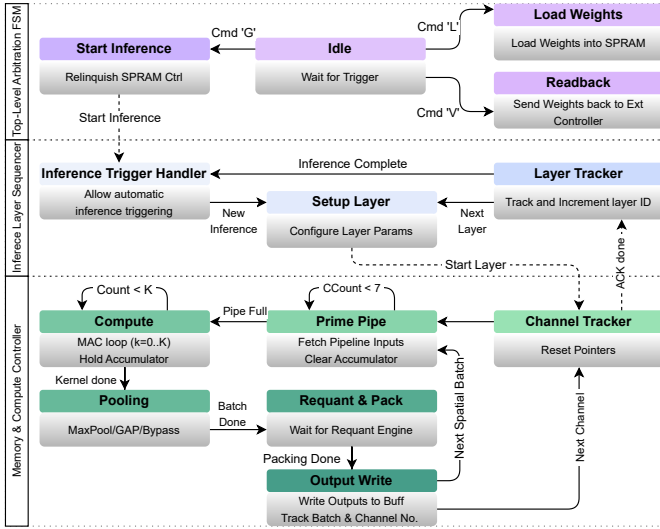 Top-Level Arbitration FSM
Start Inference
Relinquish SPRAM Ctrl
Cmd 'G'
Idle
Wait for Trigger
Cmd 'L'
Load Weights
Load Weights into SPRAM
Cmd 'V'
Readback
Send Weights back to Ext
Controller
Start Inference
Inferece Layer Sequencer
Inference Trigger Handler
Allow automatic
inference triggering
Inference Complete
New
Inference
Setup Layer
Configure Layer Params
Next
Layer
Layer Tracker
Track and Increment layer ID
Start Layer
ACK done
Memory & Compute Controller
Count < K
Compute
MAC loop (k=0..K)
Hold Accumulator
Pipe Full
CCount < 7
Prime Pipe
Fetch Pipeline Inputs
Clear Accumulator
Channel Tracker
Reset Pointers
Kernel done
Pooling
MaxPool/GAP/Bypass
Batch
Done
Requant & Pack
Wait for Requant Engine
Packing Done
Output Write
Write Outputs to Buff
Track Batch & Channel No.
Next Spatial Batch
Next Channel